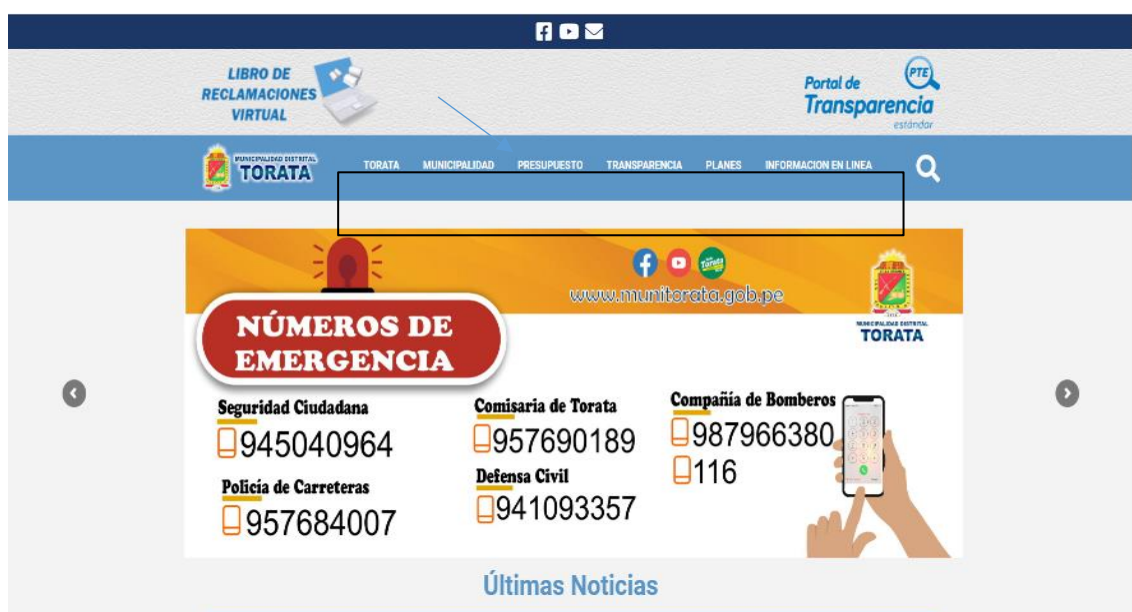 LIBRO DE
RECLAMACIONES
VIRTUAL
Portal de
PTE
Transparencia
estándar
MUNICIPALIDAD DISTRITAL
TORATA
TORATA MUNICIPALIDAD PRESUPUESTO TRANSPARENCIA PLANES INFORMACION EN LINEA
www.munitorata.gob.pe
MUNICIPALIDAD DISTRITAL
TORATA
NÚMEROS DE
EMERGENCIA
Seguridad Ciudadana
945040964
Comisaria de Torata
957690189
Compañía de Bomberos
987966380
116
Policía de Carreteras
957684007
Defensa Civil
941093357
Últimas Noticias